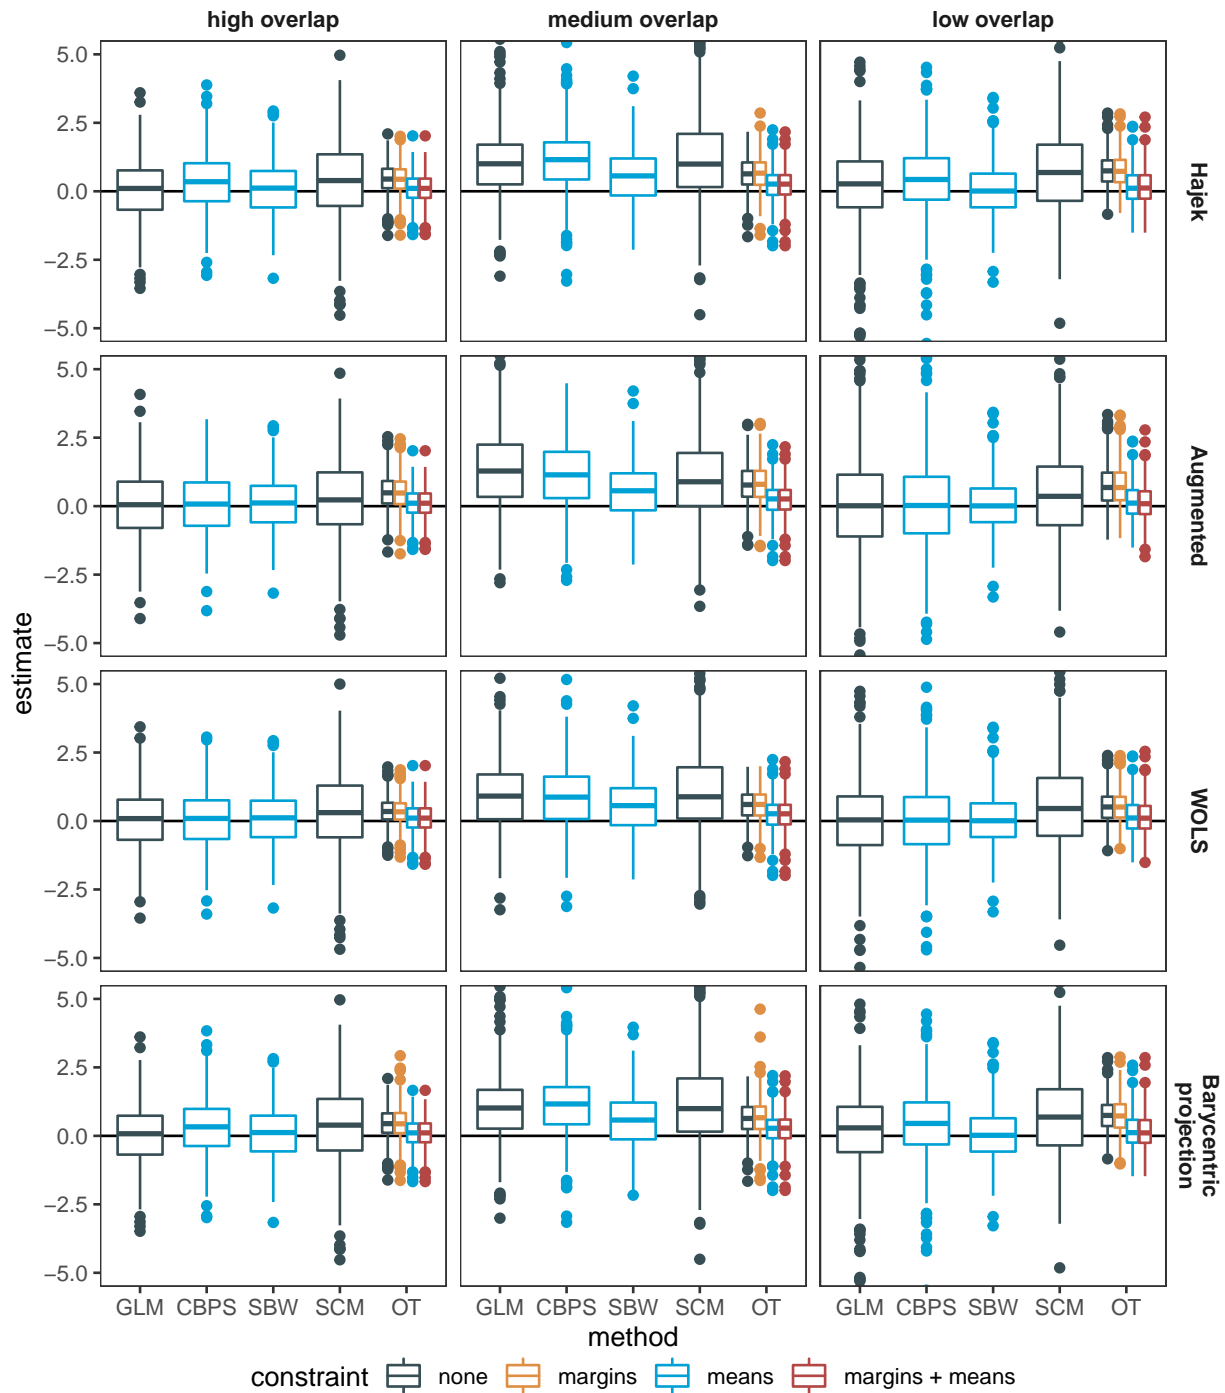 high overlap medium overlap low overlap
5.0
2.5
0.0
−2.5
−5.0
Hajek
5.0
2.5
0.0
−2.5
−5.0
Augmented
5.0
2.5
0.0
−2.5
−5.0
WOLS
5.0
2.5
0.0
−2.5
−5.0
Barycentric
projection
estimate
GLM CBPS SBW SCM OT GLM CBPS SBW SCM OT GLM CBPS SBW SCM OT
method
constraint none margins means margins + means